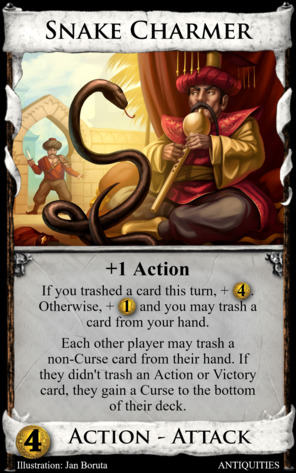 SNAKE CHARMER
+1 Action
If you trashed a card this turn, + 4.
Otherwise, + 1 and you may trash a
card from your hand.
Each other player may trash a
non-Curse card from their hand. If
they didn't trash an Action or Victory
card, they gain a Curse to the bottom
of their deck.
4 ACTION - ATTACK
Illustration: Jan Boruta ANTIQUITIES